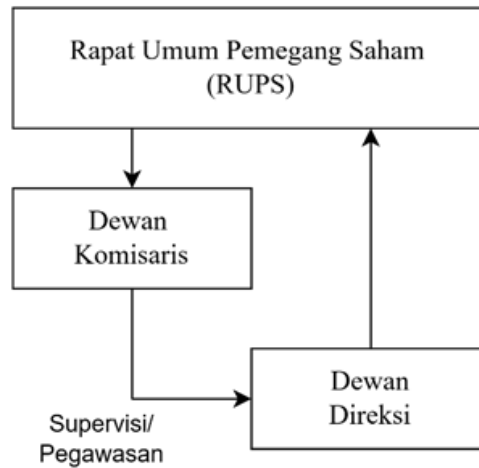 Rapat Umum Pemegang Saham
(RUPS)
Dewan
Komisaris
Dewan
Direksi
Supervisi/
Pegawasan